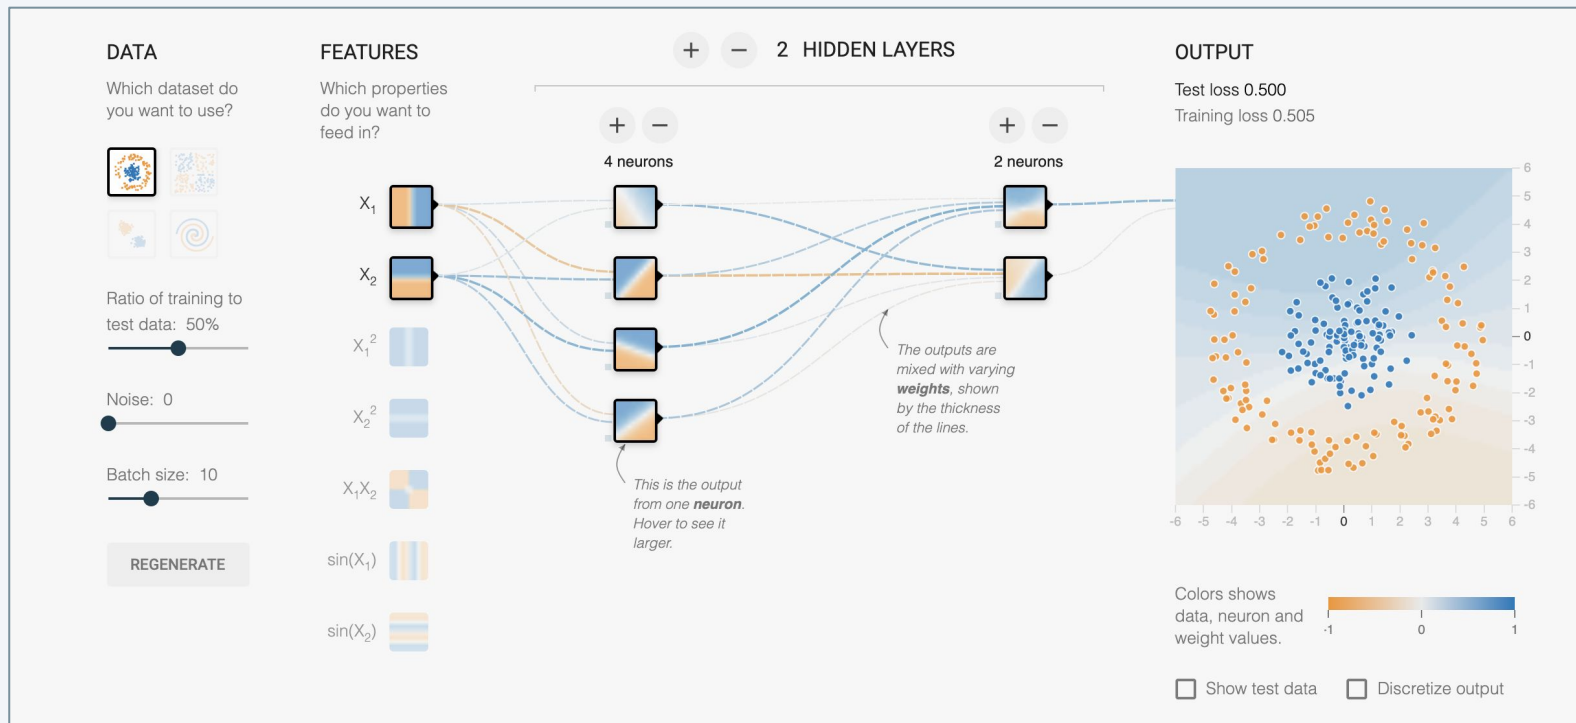 DATA
Which dataset do
you want to use?
Ratio of training to
test data: 50%
Noise: 0
Batch size: 10
REGENERATE
FEATURES
Which properties
do you want to
feed in?
X₁
X₂
X₁²
X₂²
X₁X₂
sin(X₁)
sin(X₂)
+ − 2 HIDDEN LAYERS
+ −
4 neurons
+ −
2 neurons
The outputs are
mixed with varying
weights, shown
by the thickness
of the lines.
This is the output
from one neuron.
Hover to see it
larger.
OUTPUT
Test loss 0.500
Training loss 0.505
6
5
4
3
2
1
0
-1
-2
-3
-4
-5
-6
-6 -5 -4 -3 -2 -1 0 1 2 3 4 5 6
Colors shows
data, neuron and
weight values.
-1 0 1
Show test data
Discretize output